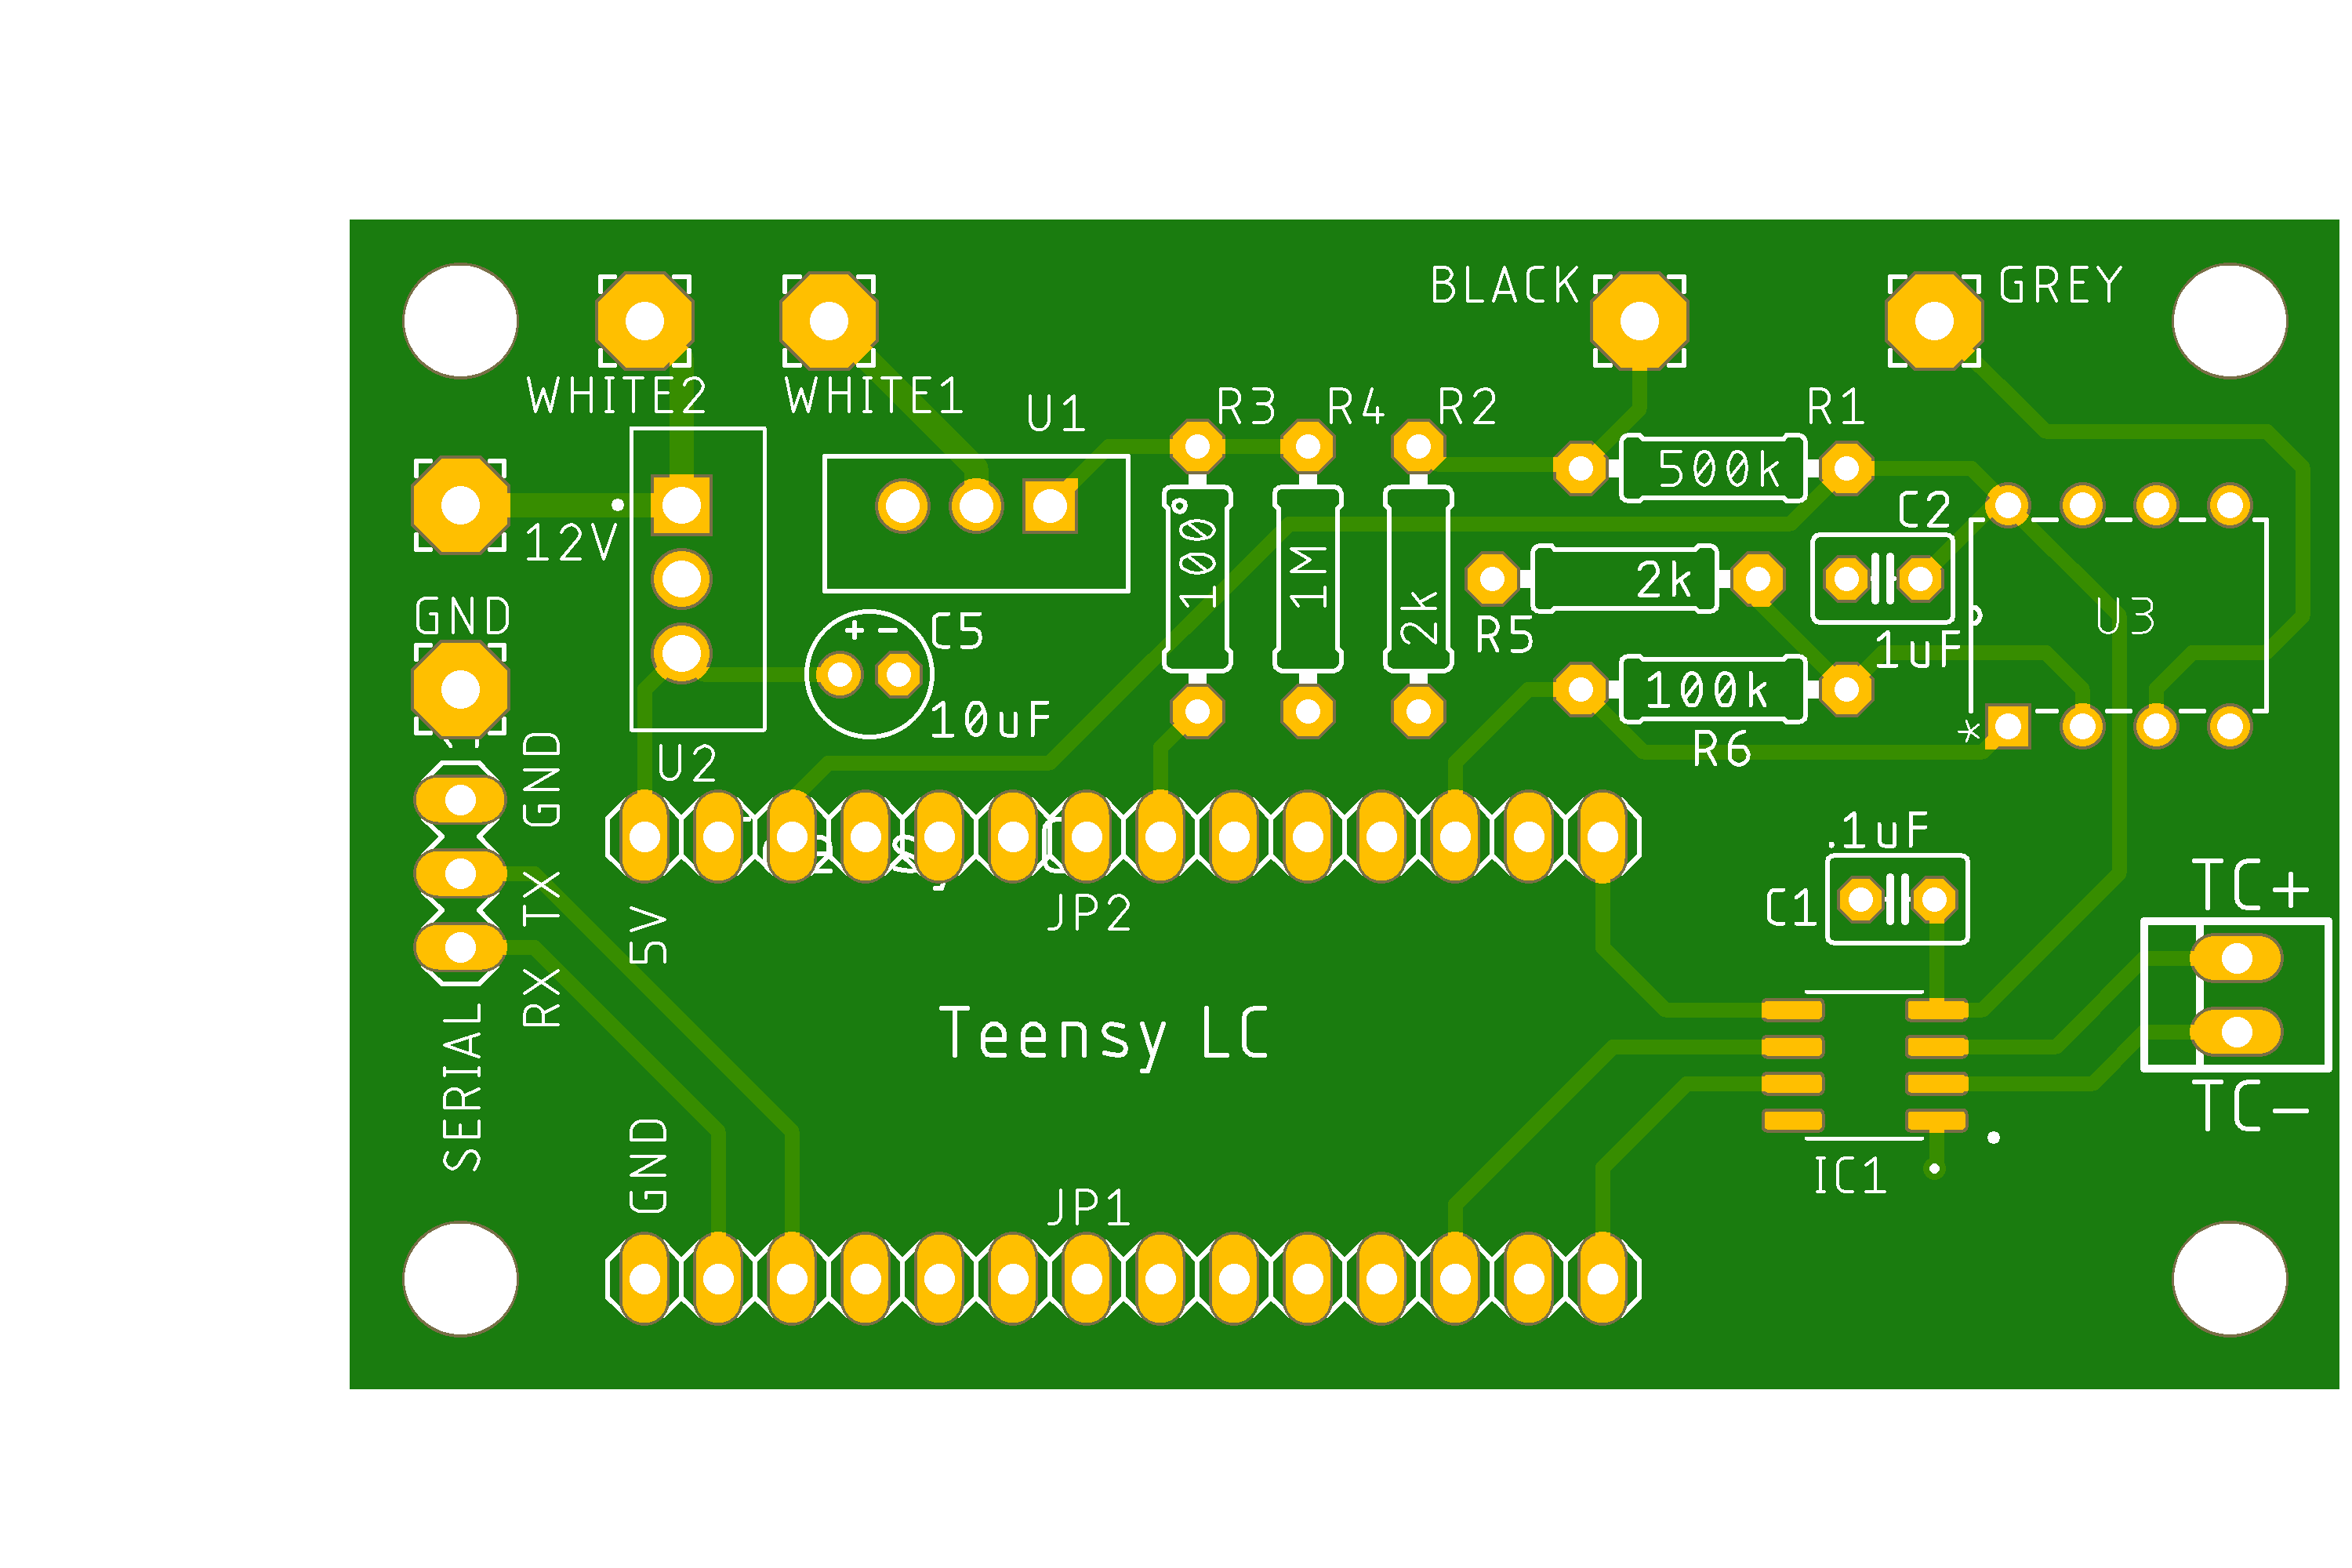 BLACK
GREY
WHITE2
WHITE1
U1
R3
R4
R2
R1
500k
12V
C2
100
1M
2k
2k
GND
+ -
C5
R5
1uF
U3
100k
10uF
*
R6
U2
GND
.1uF
TX
5V
JP2
C1
TC+
RX
SERIAL
Teensy LC
TC-
GND
IC1
JP1